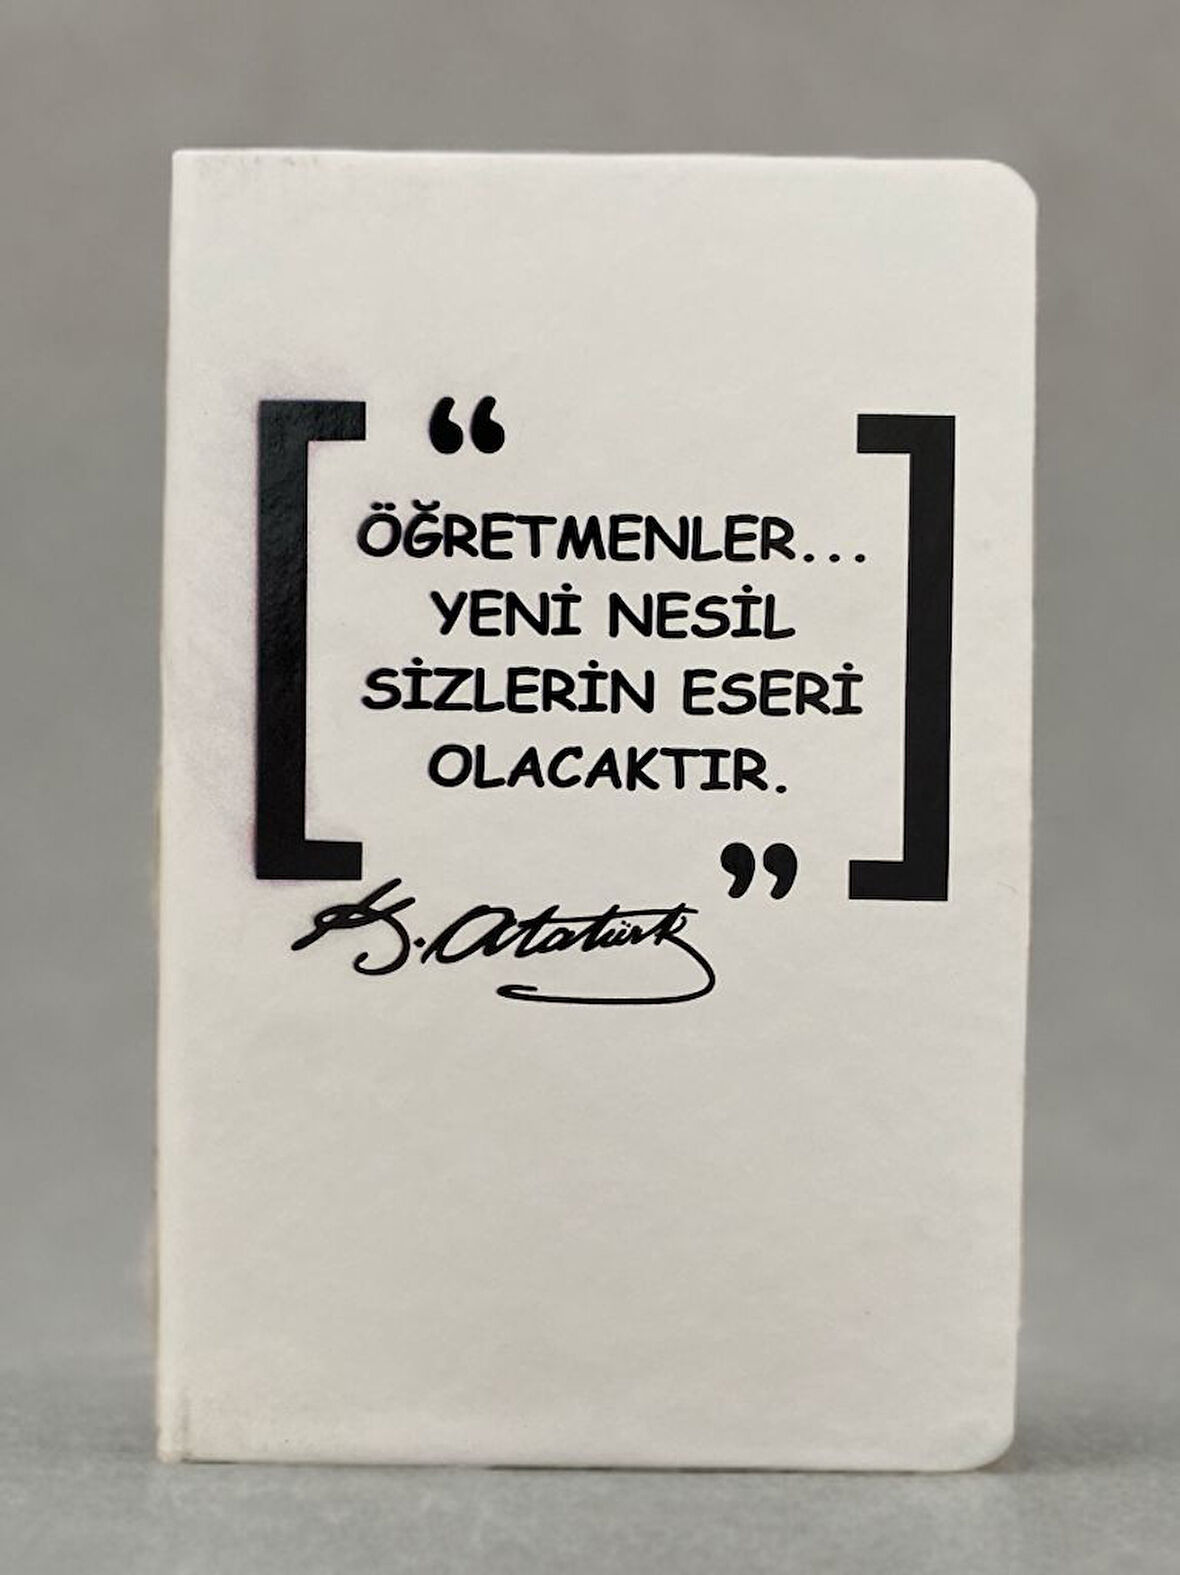 “
ÖĞRETMENLER...
YENİ NESİL
SİZLERİN ESERİ
OLACAKTIR.
”
K. Atatürk